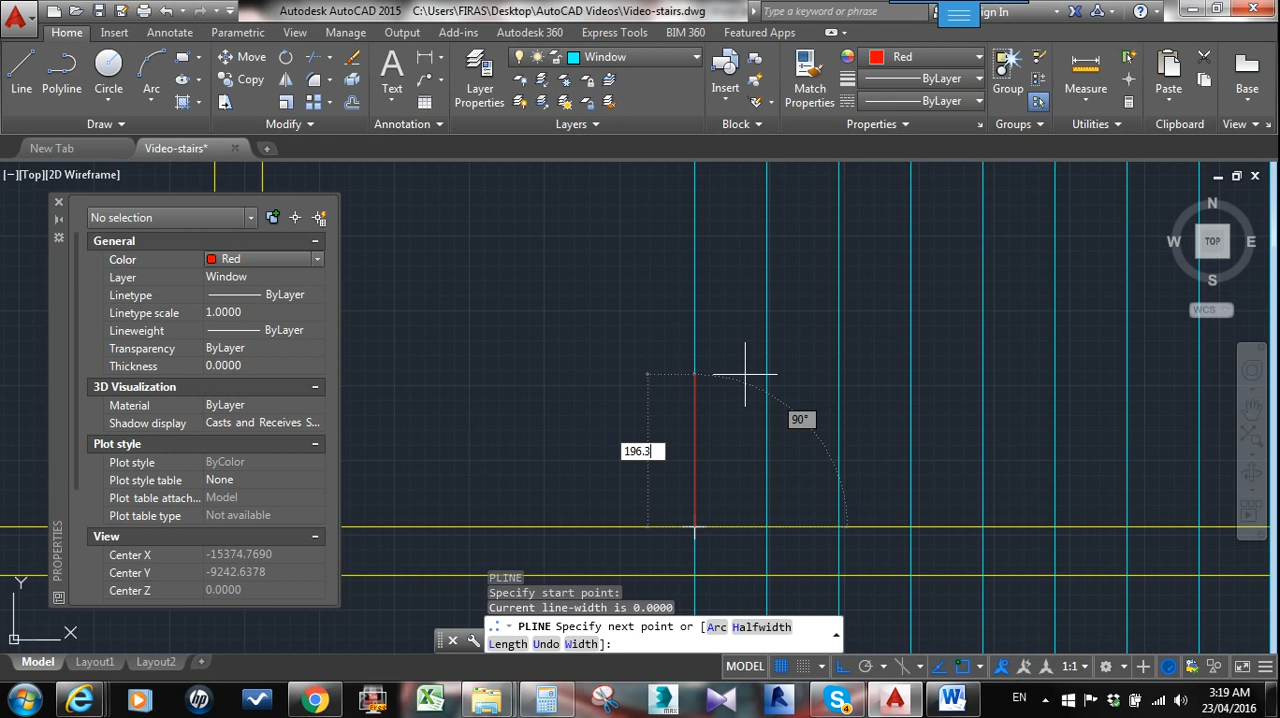 Autodesk AutoCAD 2015 C:\Users\FIRAS\Desktop\AutoCAD Videos\Video-stairs.dwg
Type a keyword or phrase
In
Home Insert Annotate Parametric View Manage Output Add-ins Autodesk 360 Express Tools BIM 360 Featured Apps
Line Polyline Circle Arc
Move
Copy
Text
Layer Properties
Window
Insert
Match Properties
Red
ByLayer
ByLayer
Group
Measure
Paste
Base
Draw Modify Annotation Layers Block Properties Groups Utilities Clipboard View
New Tab
Video-stairs*
[−][Top][2D Wireframe]
No selection
General
Color Red
Layer Window
Linetype ByLayer
Linetype scale 1.0000
Lineweight ByLayer
Transparency ByLayer
Thickness 0.0000
3D Visualization
Material ByLayer
Shadow display Casts and Receives S...
Plot style
Plot style ByColor
Plot style table None
Plot table attach... Model
Plot table type Not available
View
Center X -15374.7690
Center Y -9242.6378
Center Z 0.0000
PROPERTIES
N
W TOP E
S
WCS
90°
196.3
Y
X
PLINE
Specify start point:
Current line-width is 0.0000
PLINE Specify next point or [Arc Halfwidth
Length Undo Width]:
Model Layout1 Layout2
MODEL
1:1
EN
3:19 AM
23/04/2016